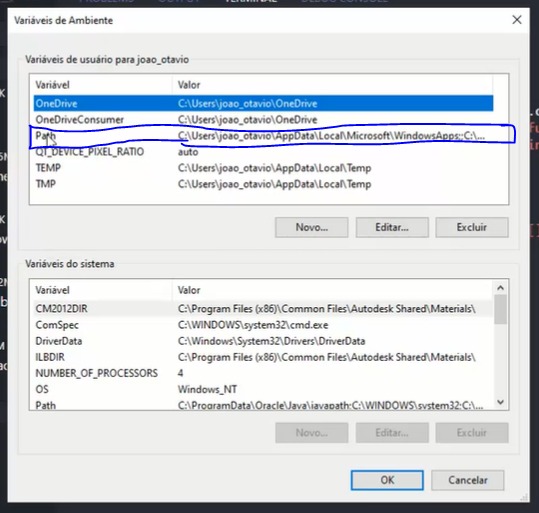 Variáveis de Ambiente
Variáveis de usuário para joao_otavio
Variável Valor
OneDrive C:\Users\joao_otavio\OneDrive
OneDriveConsumer C:\Users\joao_otavio\OneDrive
Path C:\Users\joao_otavio\AppData\Local\Microsoft\WindowsApps;;C:\...
QT_DEVICE_PIXEL_RATIO auto
TEMP C:\Users\joao_otavio\AppData\Local\Temp
TMP C:\Users\joao_otavio\AppData\Local\Temp
Novo... Editar... Excluir
Variáveis do sistema
Variável Valor
CM2012DIR C:\Program Files (x86)\Common Files\Autodesk Shared\Materials\
ComSpec C:\WINDOWS\system32\cmd.exe
DriverData C:\Windows\System32\Drivers\DriverData
ILBDIR C:\Program Files (x86)\Common Files\Autodesk Shared\Materials\
NUMBER_OF_PROCESSORS 4
OS Windows_NT
Path C:\ProgramData\Oracle\Java\javapath;C:\WINDOWS\system32;C:\...
Novo... Editar... Excluir
OK Cancelar